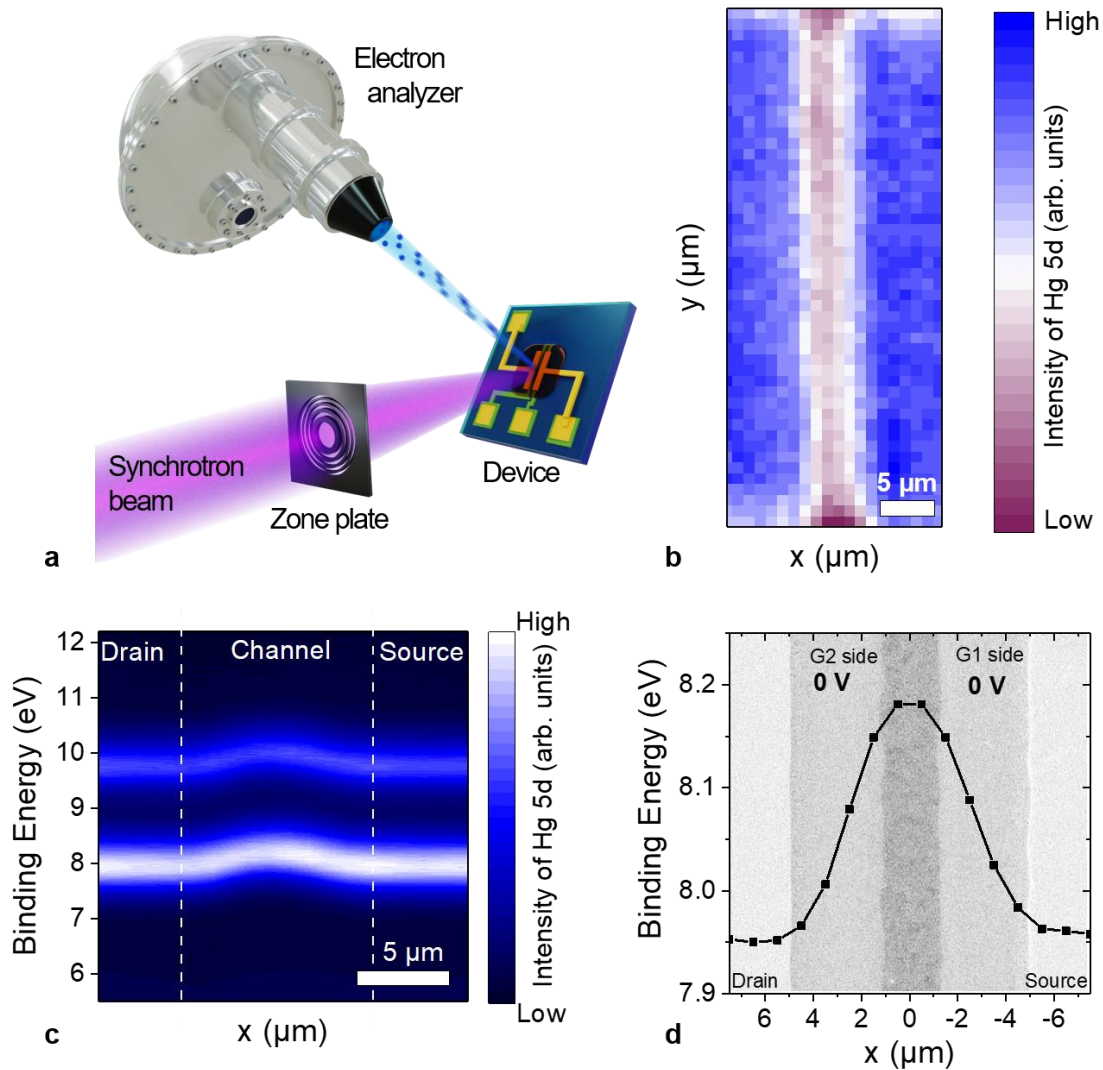 Electron
analyzer
Synchrotron
beam
Zone plate
Device
a
y (µm)
5 µm
x (µm)
High
Intensity of Hg 5d (arb. units)
Low
b
Binding Energy (eV)
12
11
10
9
8
7
6
Drain
Channel
Source
5 µm
x (µm)
High
Intensity of Hg 5d (arb. units)
Low
c
Binding Energy (eV)
8.2
8.1
8.0
7.9
G2 side
0 V
G1 side
0 V
Drain
Source
6 4 2 0 -2 -4 -6
x (µm)
d